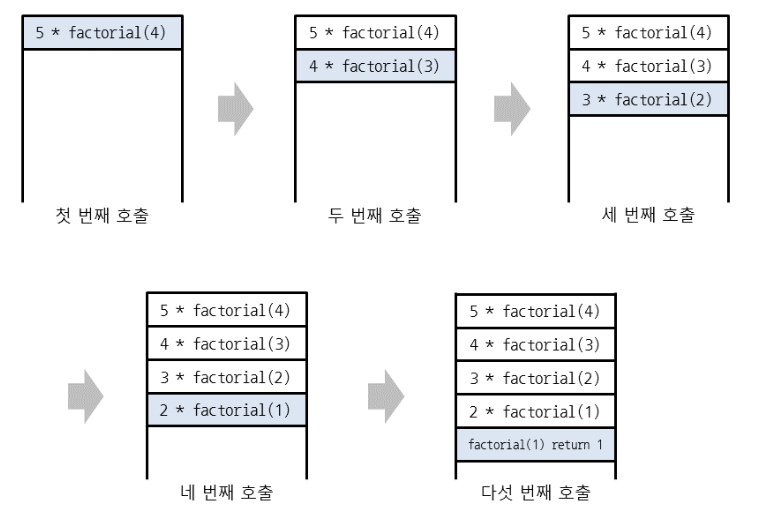 5 * factorial(4)
첫 번째 호출
5 * factorial(4)
4 * factorial(3)
두 번째 호출
5 * factorial(4)
4 * factorial(3)
3 * factorial(2)
세 번째 호출
5 * factorial(4)
4 * factorial(3)
3 * factorial(2)
2 * factorial(1)
네 번째 호출
5 * factorial(4)
4 * factorial(3)
3 * factorial(2)
2 * factorial(1)
factorial(1) return 1
다섯 번째 호출